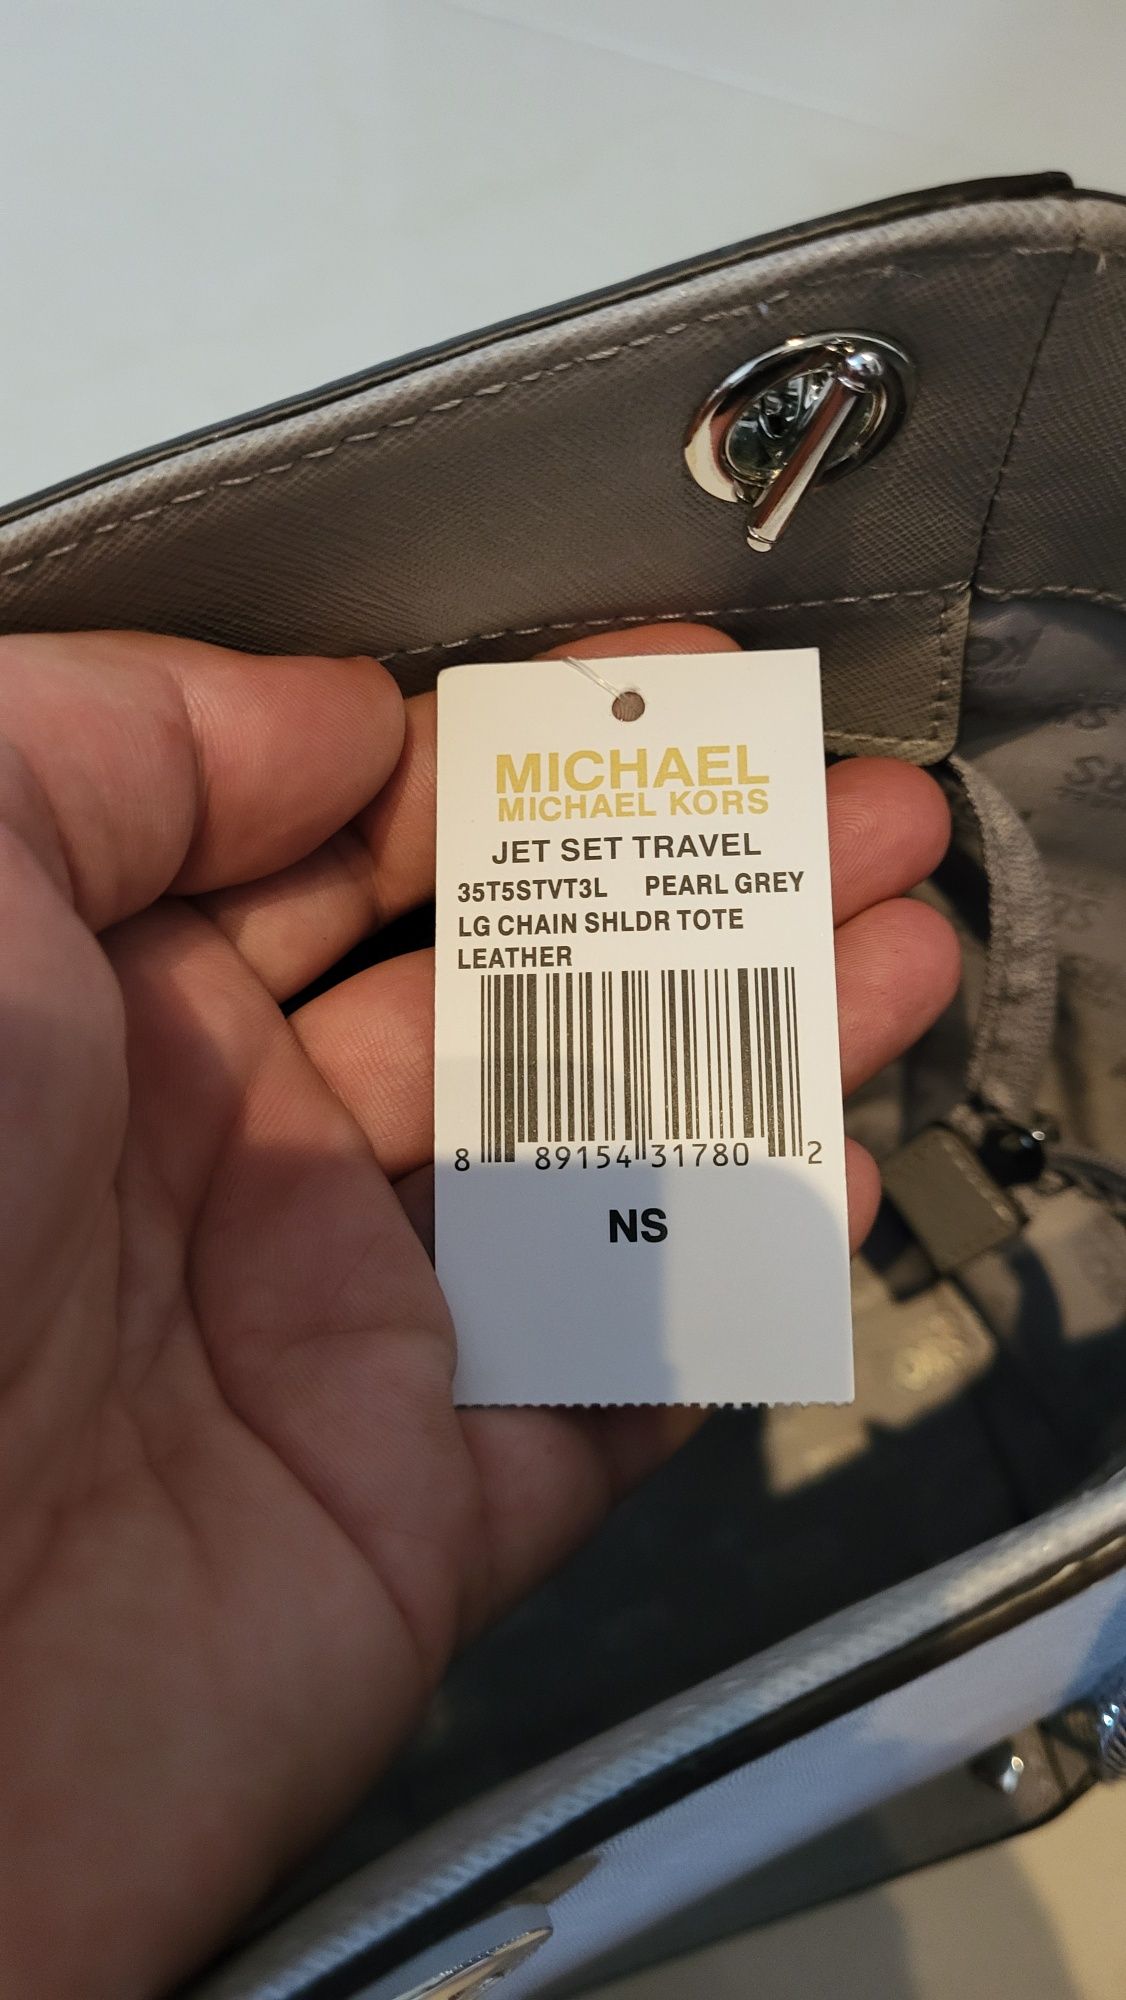 MICHAEL
MICHAEL KORS
JET SET TRAVEL
35T5STVT3L PEARL GREY
LG CHAIN SHLDR TOTE
LEATHER
8 89154 31780 2
NS